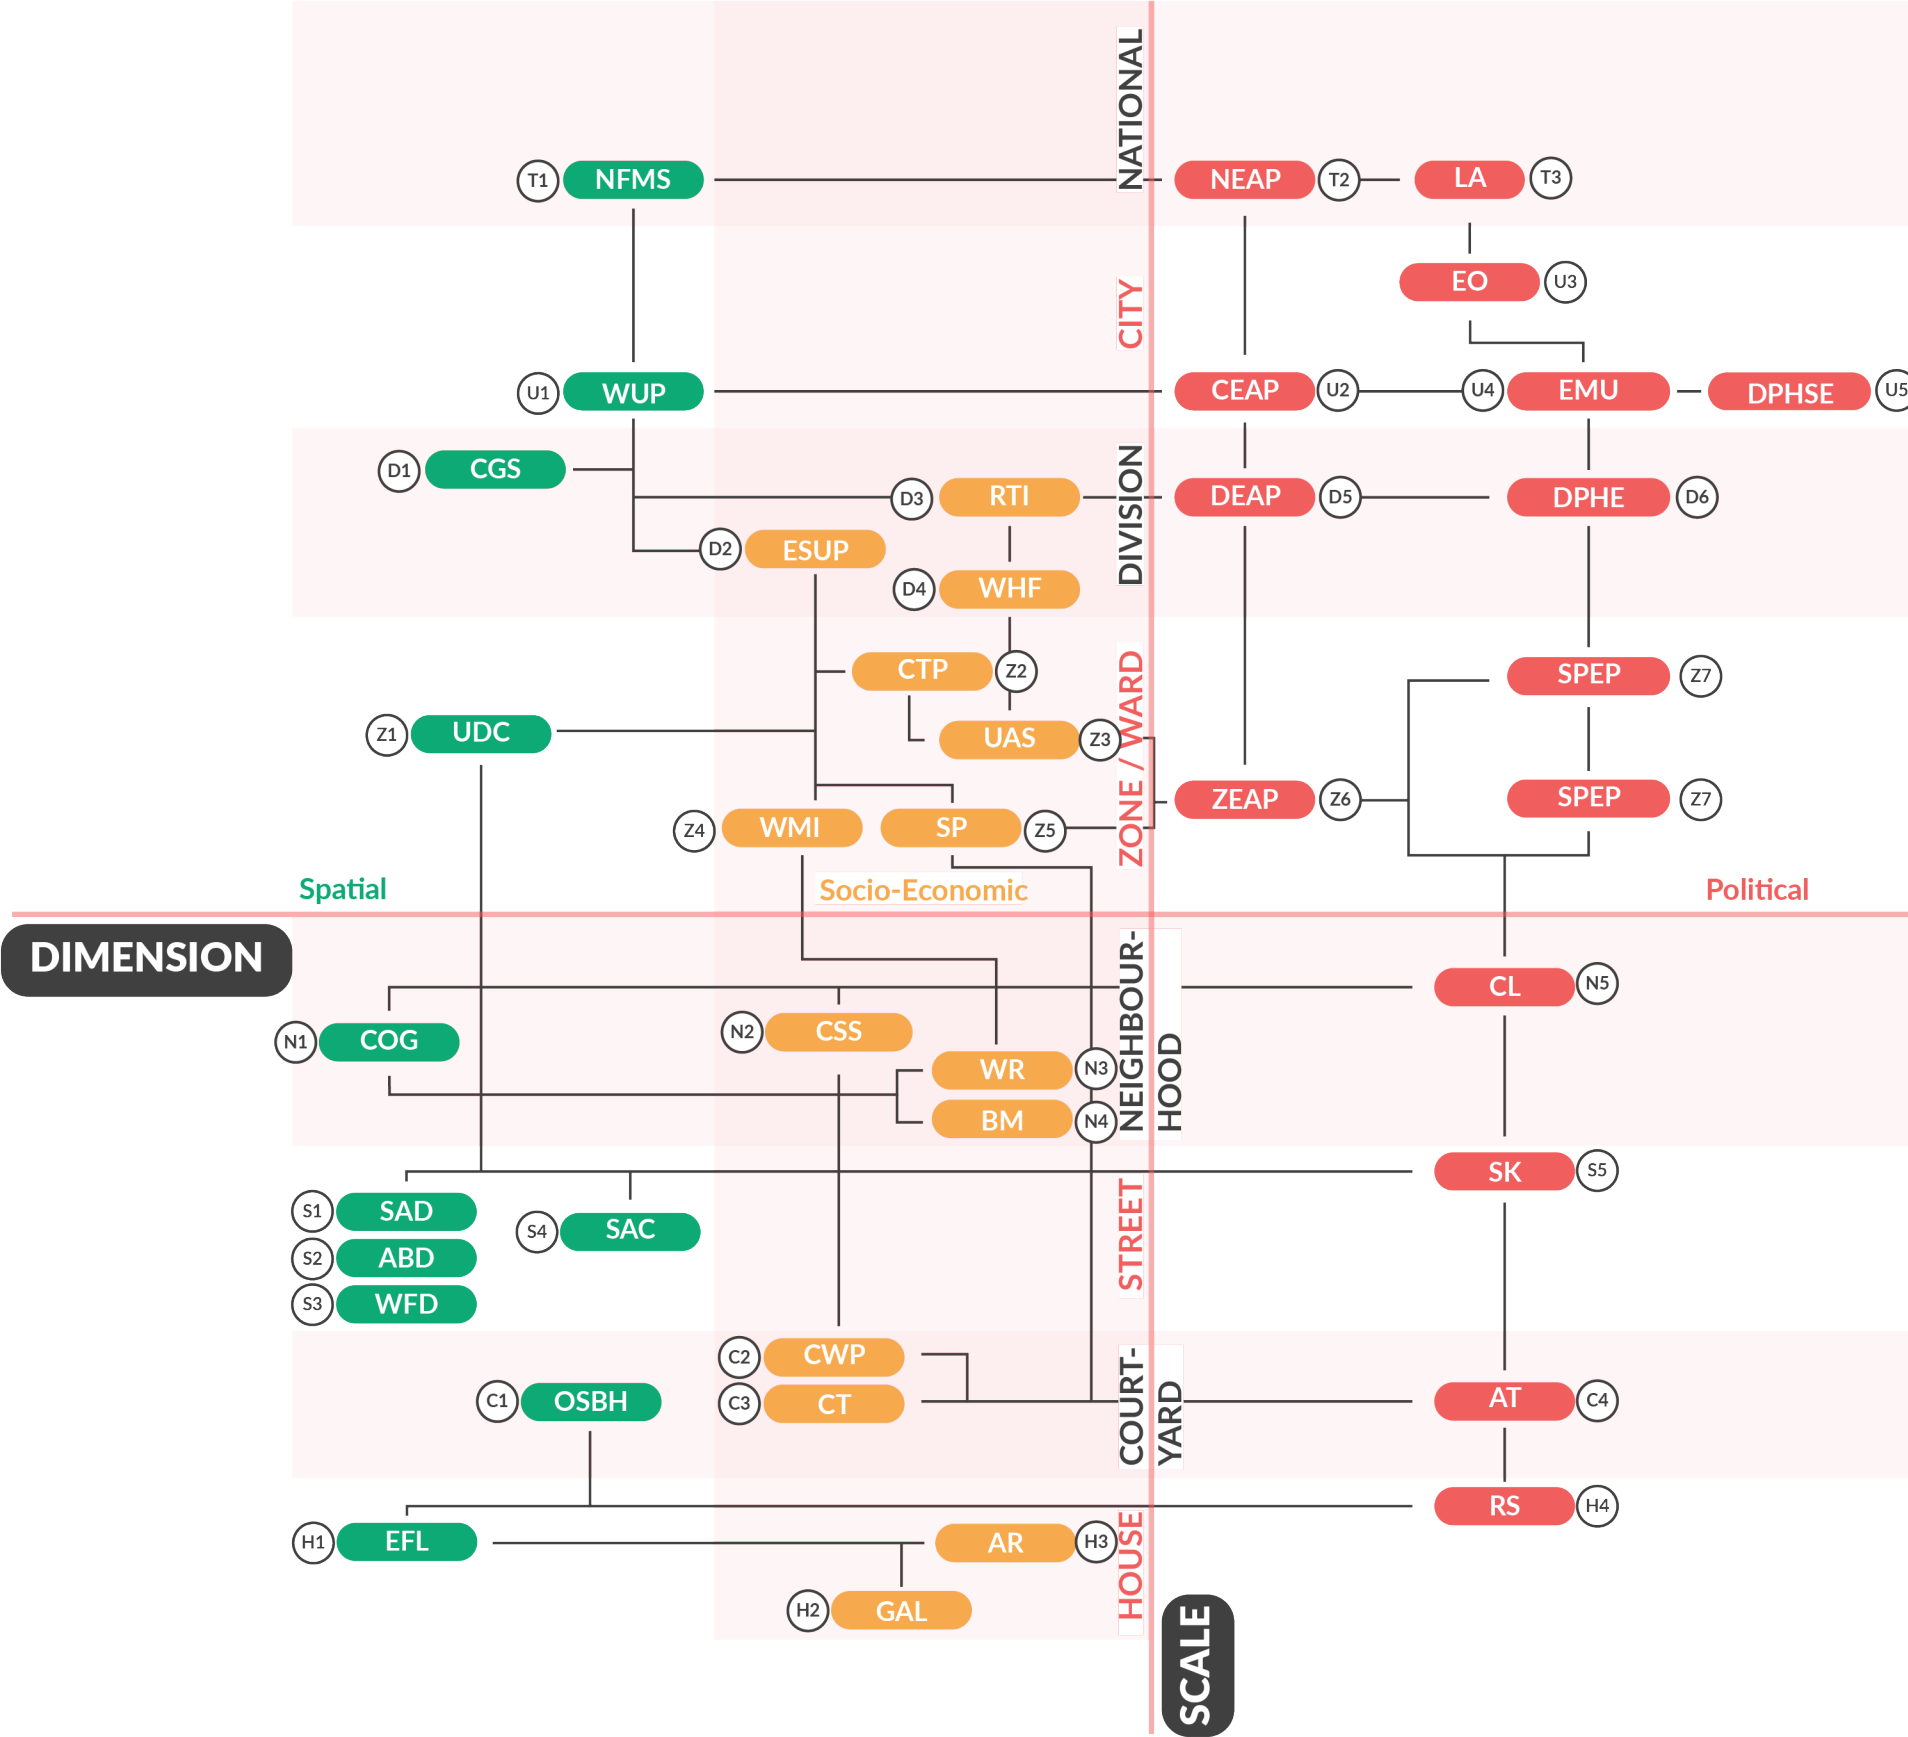 NATIONAL
T1 NFMS NEAP T2 LA T3
EO U3
CITY
U1 WUP CEAP U2 U4 EMU DPHSE U5
D1 CGS
DIVISION
D3 RTI DEAP D5 DPHE D6
D2 ESUP
D4 WHF
ZONE / WARD
CTP Z2 SPEP Z7
Z1 UDC UAS Z3
ZEAP Z6 SPEP Z7
Z4 WMI SP Z5
Spatial Socio-Economic Political
DIMENSION
NEIGHBOUR-
HOOD
CL N5
N1 COG N2 CSS
WR N3
BM N4
SK S5
STREET
S1 SAD S4 SAC
S2 ABD
S3 WFD
COURT-
YARD
C2 CWP
C1 OSBH C3 CT AT C4
RS H4
HOUSE
H1 EFL AR H3
H2 GAL
SCALE